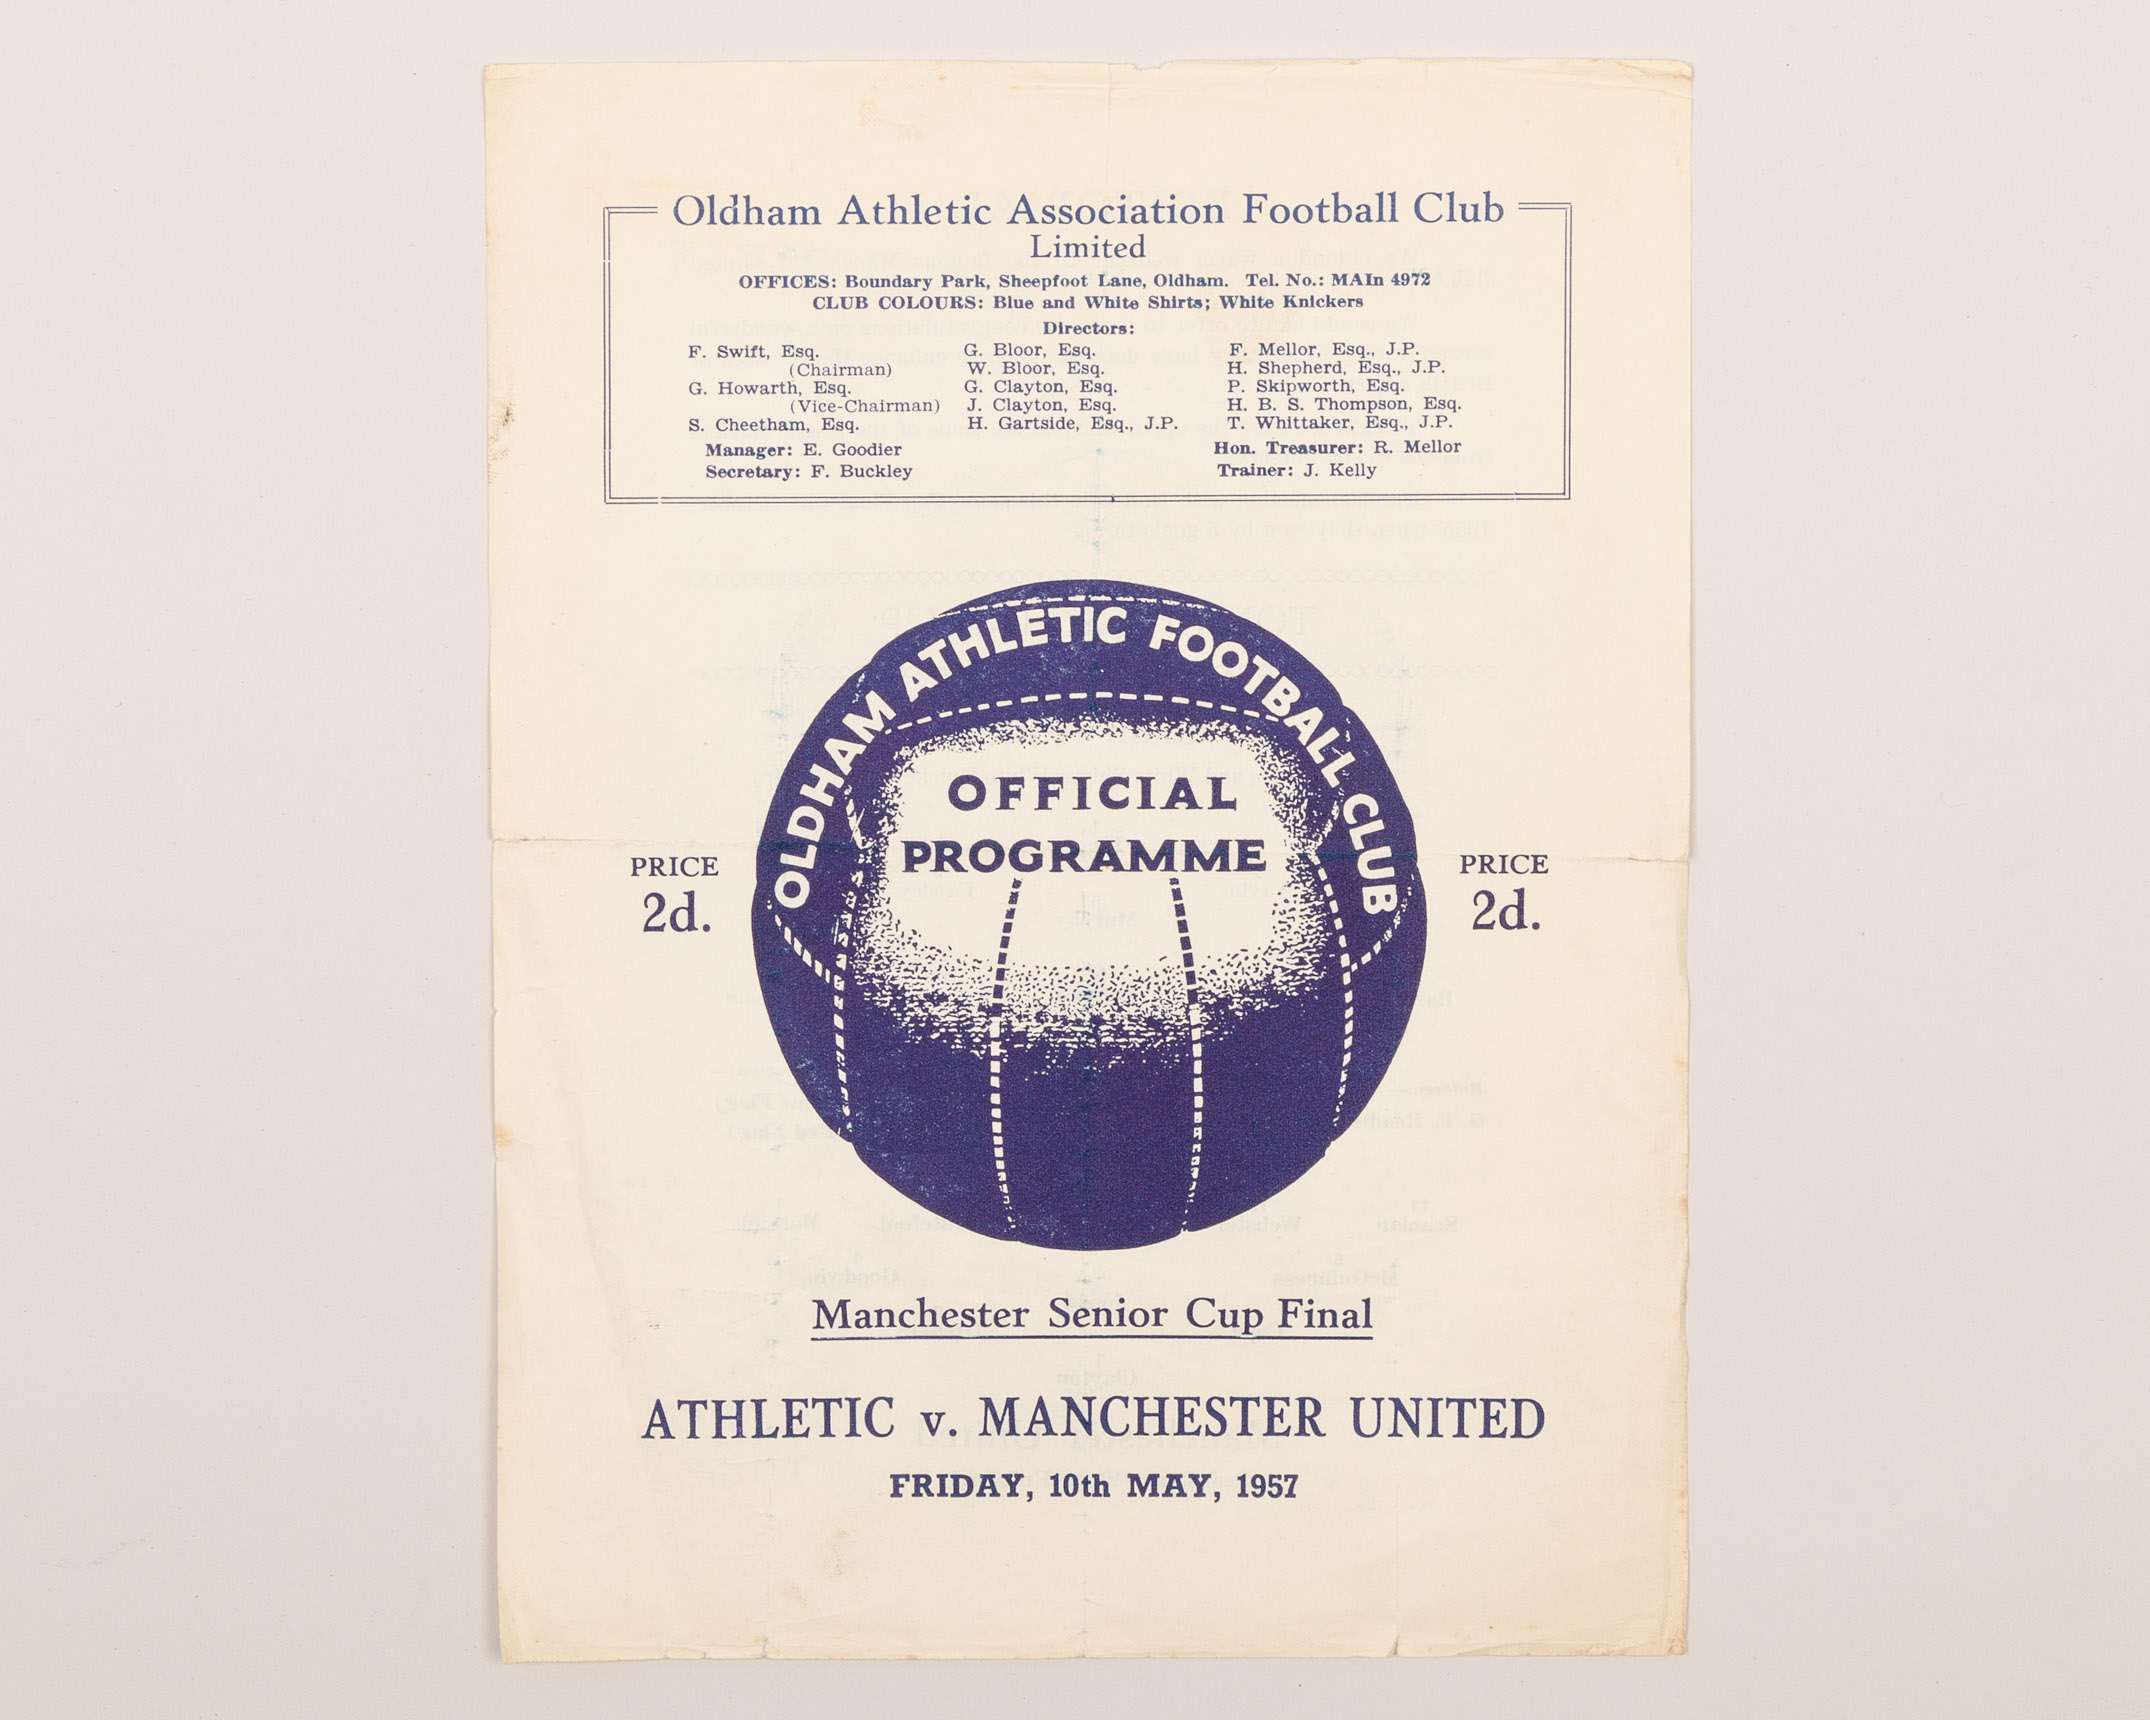 Oldham Athletic Association Football Club
Limited
OFFICES: Boundary Park, Sheepfoot Lane, Oldham. Tel. No.: MAIn 4972
CLUB COLOURS: Blue and White Shirts; White Knickers
Directors:
F. Swift, Esq.
(Chairman)
G. Howarth, Esq.
(Vice-Chairman)
S. Cheetham, Esq.
G. Bloor, Esq.
W. Bloor, Esq.
G. Clayton, Esq.
J. Clayton, Esq.
H. Gartside, Esq., J.P.
F. Mellor, Esq., J.P.
H. Shepherd, Esq., J.P.
P. Skipworth, Esq.
H. B. S. Thompson, Esq.
T. Whittaker, Esq., J.P.
Manager: E. Goodier
Secretary: F. Buckley
Hon. Treasurer: R. Mellor
Trainer: J. Kelly
OLDHAM ATHLETIC FOOTBALL CLUB
OFFICIAL
PROGRAMME
PRICE
2d.
PRICE
2d.
Manchester Senior Cup Final
ATHLETIC v. MANCHESTER UNITED
FRIDAY, 10th MAY, 1957